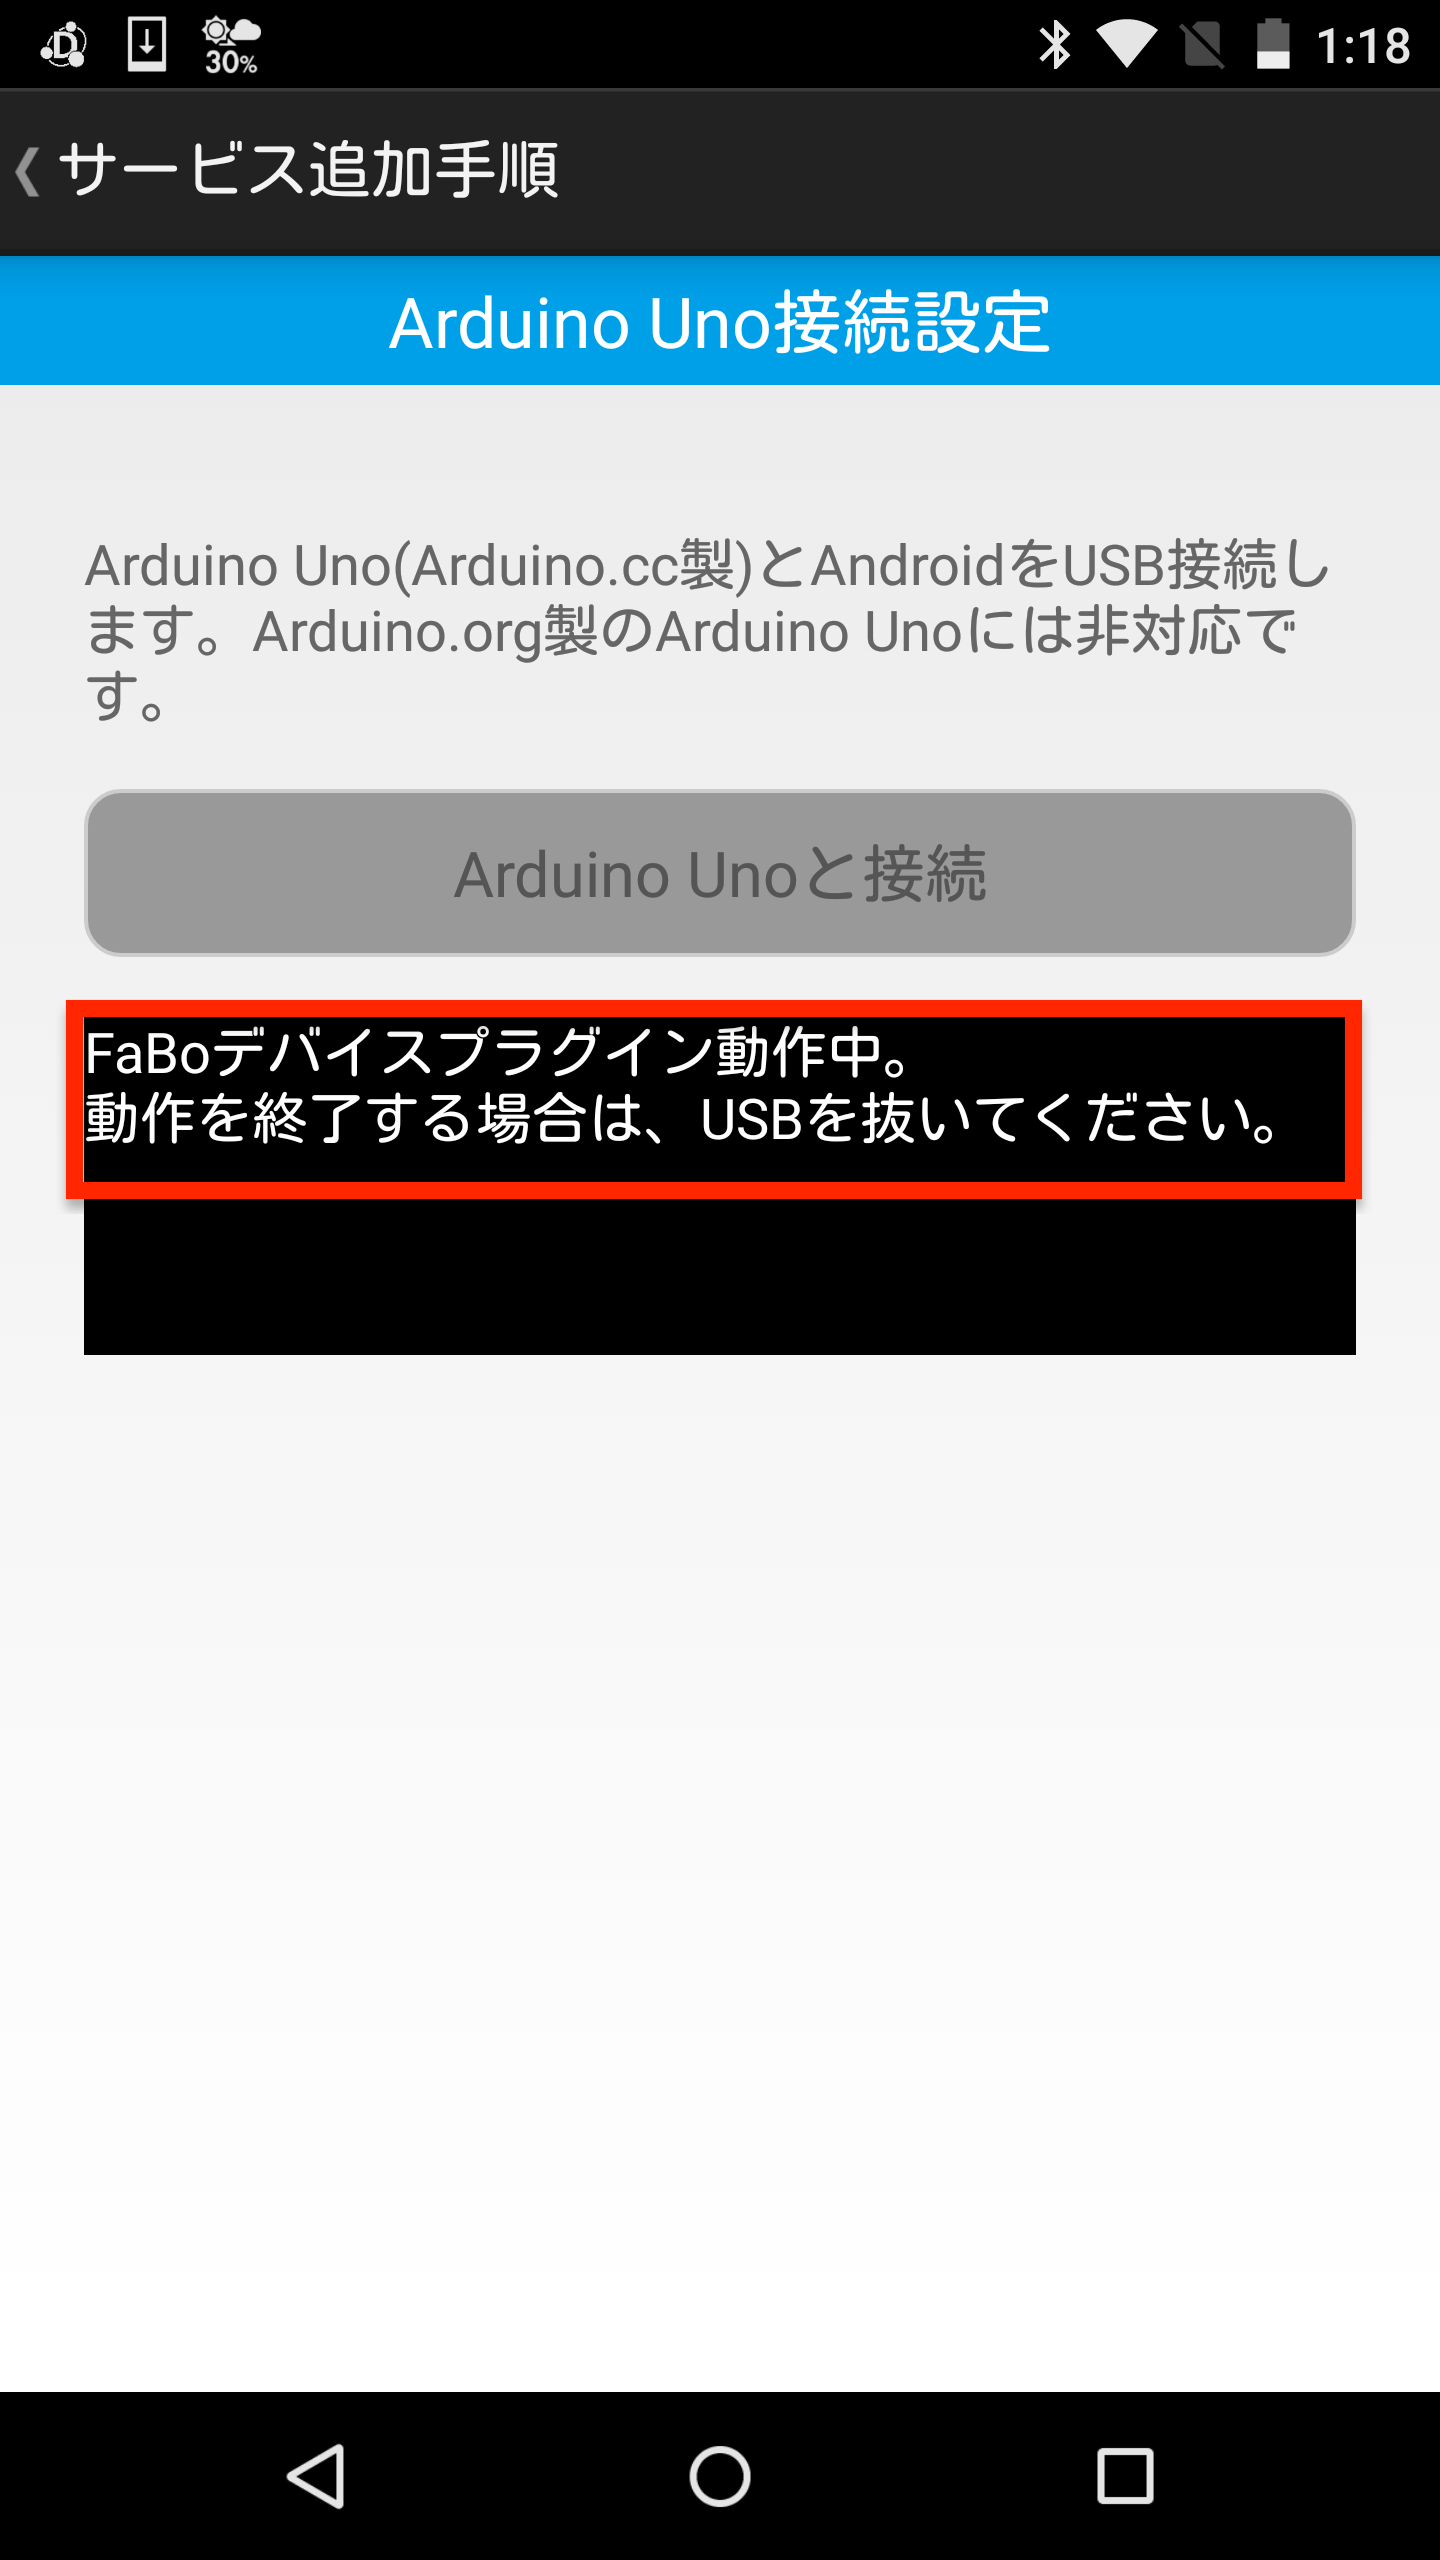 30%
1:18
サービス追加手順
Arduino Uno接続設定
Arduino Uno(Arduino.cc製)とAndroidをUSB接続し
ます。Arduino.org製のArduino Unoには非対応で
す。
Arduino Unoと接続
FaBoデバイスプラグイン動作中。
動作を終了する場合は、USBを抜いてください。